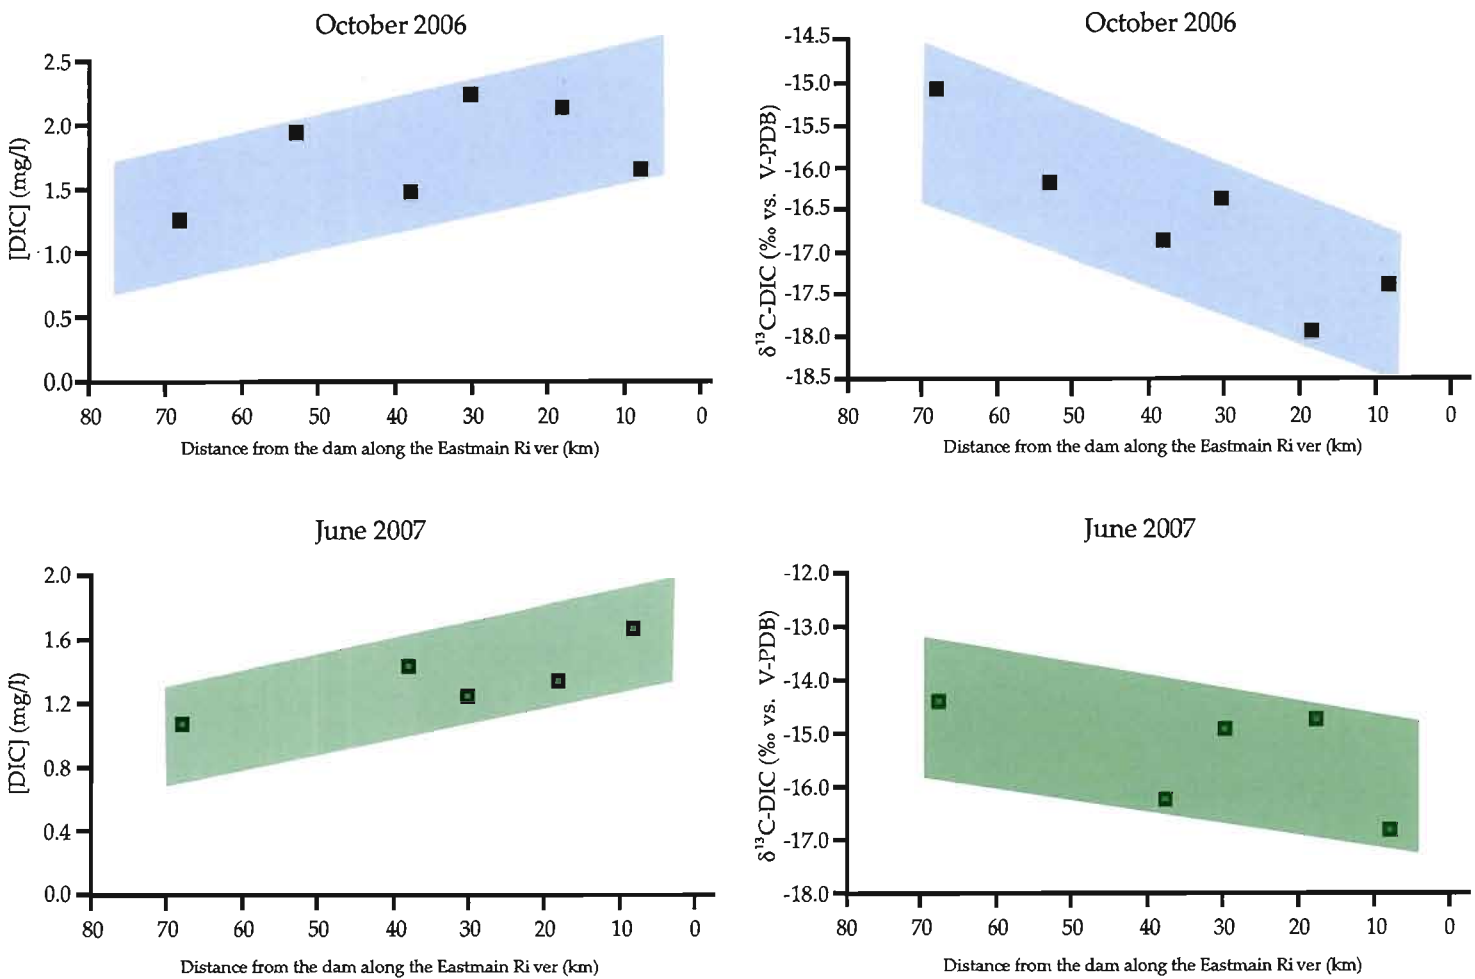 October 2006
[DIC] (mg/l)
2.5
2.0
1.5
1.0
0.5
0.0
80 70 60 50 40 30 20 10 0
Distance from the dam along the Eastmain Ri ver (km)
October 2006
δ¹³C-DIC (‰ vs. V-PDB)
-14.5
-15.0
-15.5
-16.0
-16.5
-17.0
-17.5
-18.0
-18.5
80 70 60 50 40 30 20 10 0
Distance from the dam along the Eastmain Ri ver (km)
June 2007
[DIC] (mg/l)
2.0
1.6
1.2
0.8
0.4
0.0
80 70 60 50 40 30 20 10 0
Distance from the dam along the Eastmain Ri ver (km)
June 2007
δ¹³C-DIC (‰ vs. V-PDB)
-12.0
-13.0
-14.0
-15.0
-16.0
-17.0
-18.0
80 70 60 50 40 30 20 10 0
Distance from the dam along the Eastmain Ri ver (km)